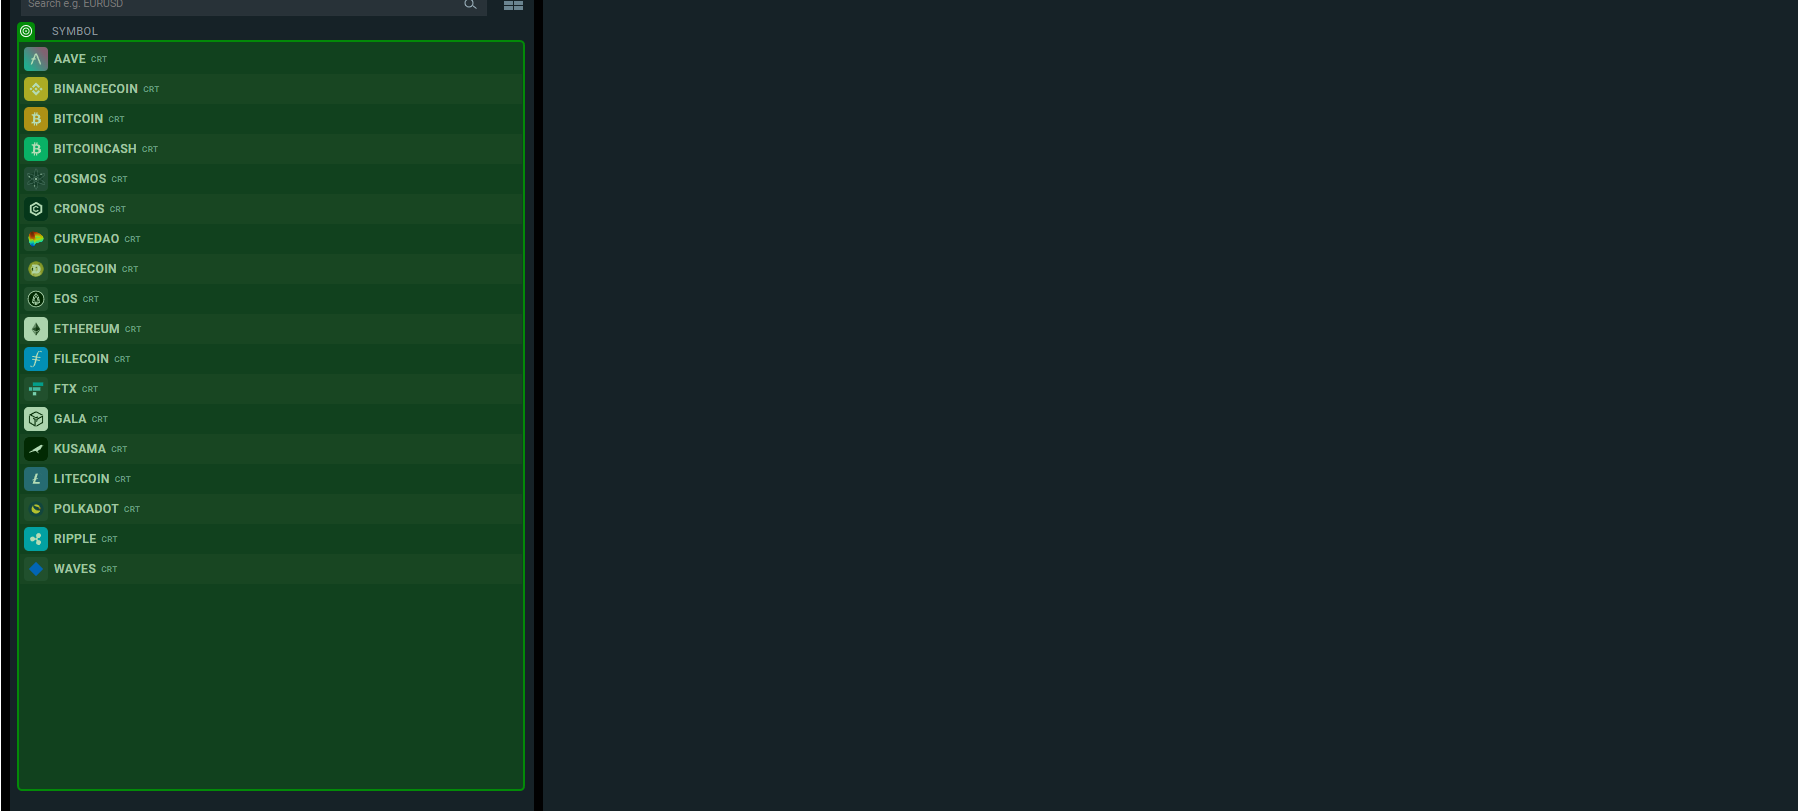 Search e.g. EURUSD
SYMBOL
AAVE CRT
BINANCECOIN CRT
BITCOIN CRT
BITCOINCASH CRT
COSMOS CRT
CRONOS CRT
CURVEDAO CRT
DOGECOIN CRT
EOS CRT
ETHEREUM CRT
FILECOIN CRT
FTX CRT
GALA CRT
KUSAMA CRT
LITECOIN CRT
POLKADOT CRT
RIPPLE CRT
WAVES CRT